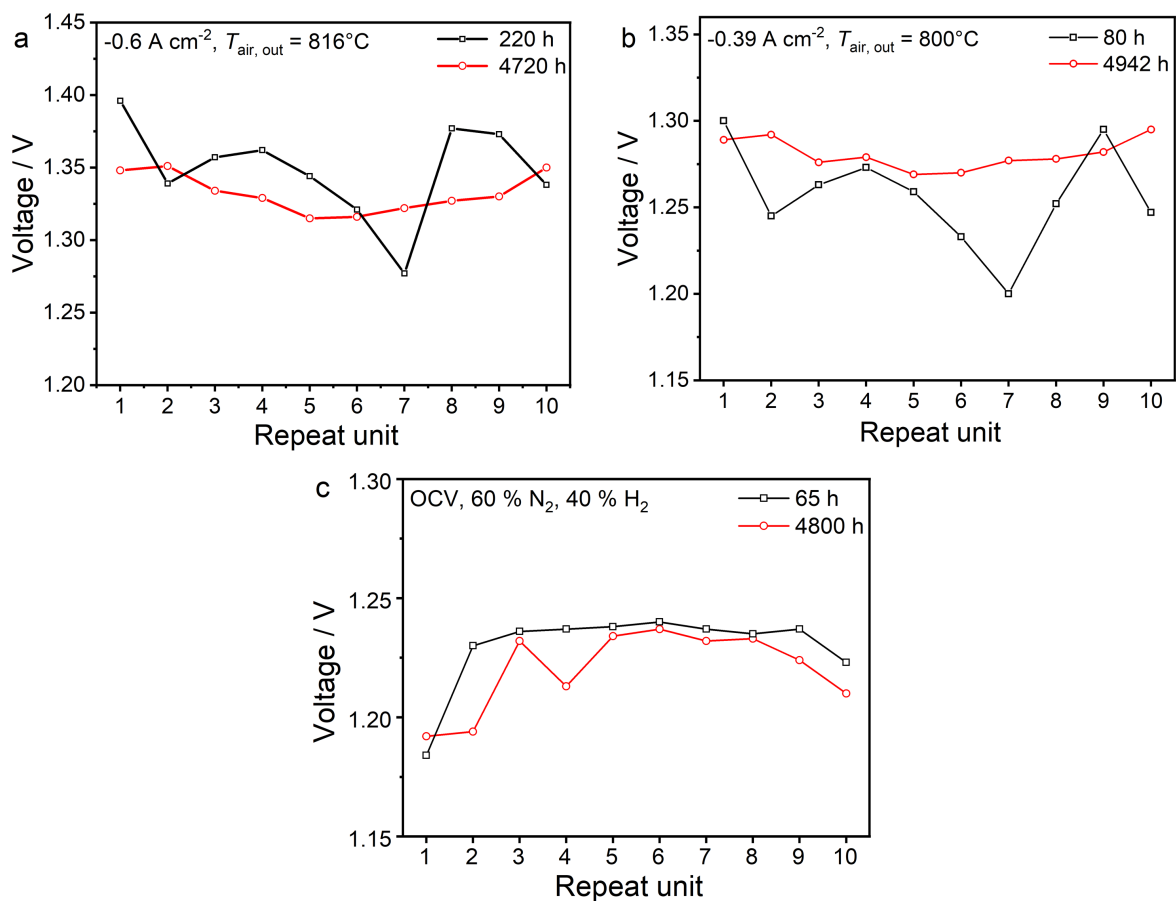 a
-0.6 A cm⁻², T_air, out = 816°C
220 h
4720 h
1.45
1.40
1.35
1.30
1.25
1.20
Voltage / V
1 2 3 4 5 6 7 8 9 10
Repeat unit
b
-0.39 A cm⁻², T_air, out = 800°C
80 h
4942 h
1.35
1.30
1.25
1.20
1.15
Voltage / V
1 2 3 4 5 6 7 8 9 10
Repeat unit
c
OCV, 60 % N₂, 40 % H₂
65 h
4800 h
1.30
1.25
1.20
1.15
Voltage / V
1 2 3 4 5 6 7 8 9 10
Repeat unit